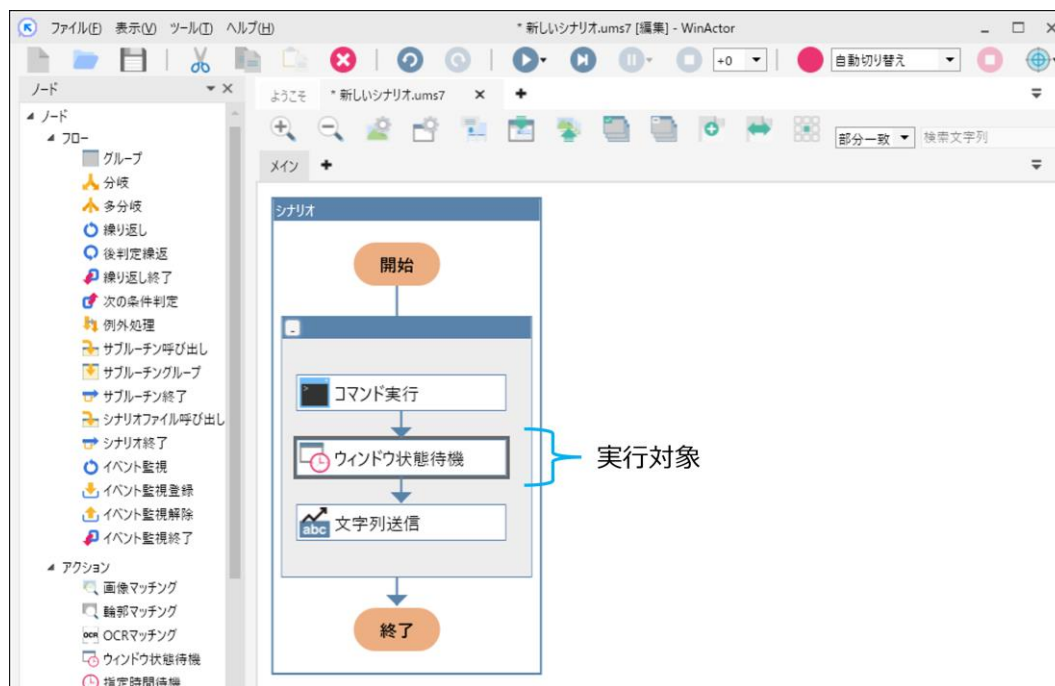 ファイル(F) 表示(V) ツール(T) ヘルプ(H)
* 新しいシナリオ.ums7 [編集] - WinActor
+0
自動切り替え
ノード
ようこそ
* 新しいシナリオ.ums7
部分一致
検索文字列
メイン
ノード
フロー
グループ
分岐
多分岐
繰り返し
後判定繰返
繰り返し終了
次の条件判定
例外処理
サブルーチン呼び出し
サブルーチングループ
サブルーチン終了
シナリオファイル呼び出し
シナリオ終了
イベント監視
イベント監視登録
イベント監視解除
イベント監視終了
アクション
画像マッチング
輪郭マッチング
OCR OCRマッチング
ウィンドウ状態待機
指定時間待機
シナリオ
開始
コマンド実行
ウィンドウ状態待機
実行対象
abc 文字列送信
終了